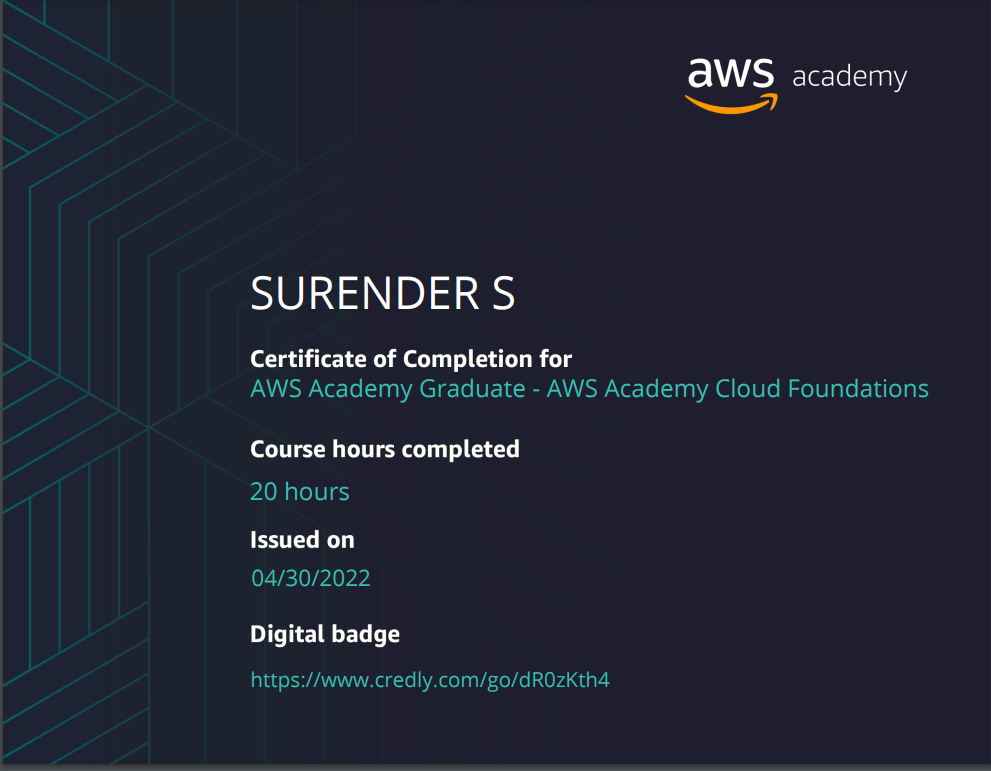 aws academy
SURENDER S
Certificate of Completion for
AWS Academy Graduate - AWS Academy Cloud Foundations
Course hours completed
20 hours
Issued on
04/30/2022
Digital badge
https://www.credly.com/go/dR0zKth4